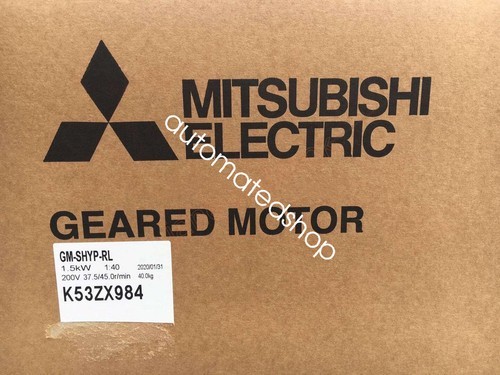 MITSUBISHI
ELECTRIC
automatedshop
GEARED MOTOR
GM-SHYP-RL
1.5kW 1:40 2020/01/31
200V 37.5/45.0r/min 40.0kg
K53ZX984